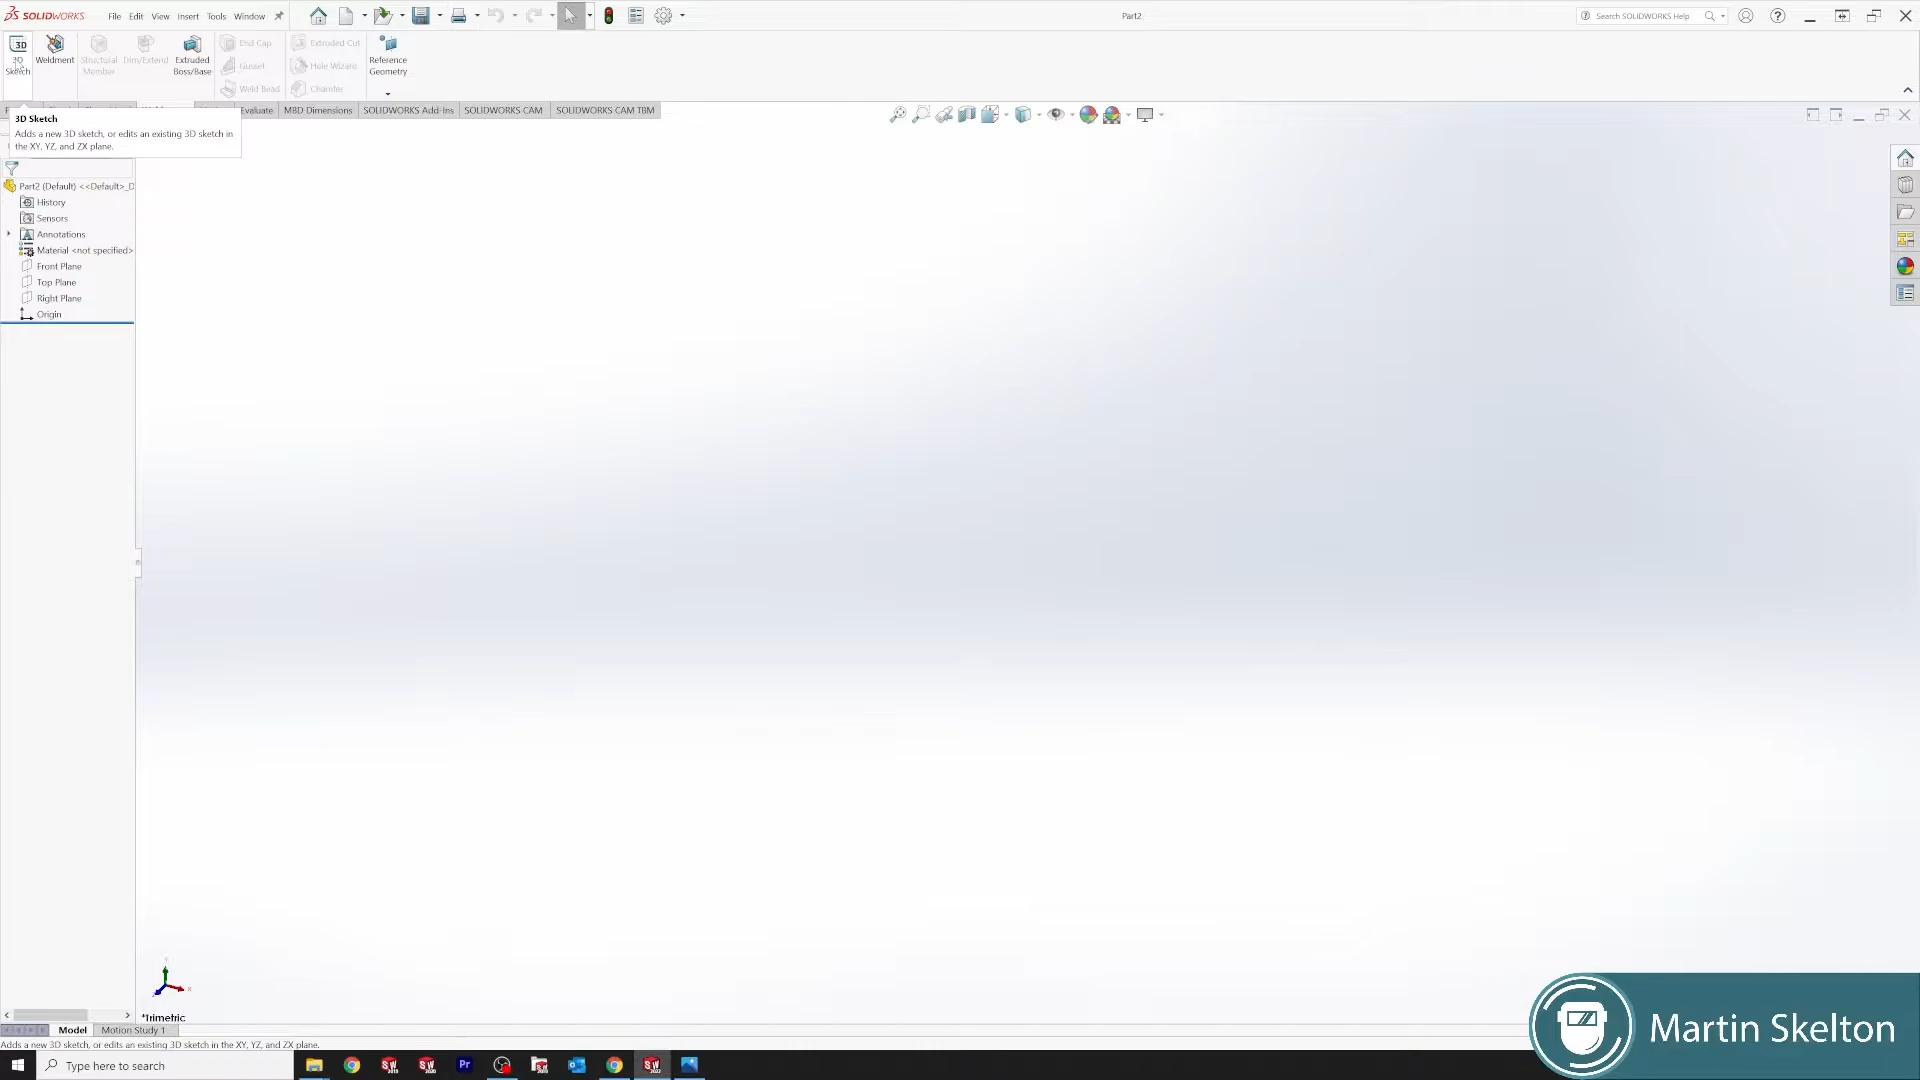 SOLIDWORKS
File Edit View Insert Tools Window
Part2
Search SOLIDWORKS Help
3D Sketch
Weldment
Structural Member
Trim/Extend
Extruded Boss/Base
End Cap
Gusset
Weld Bead
Extruded Cut
Hole Wizard
Chamfer
Reference Geometry
Evaluate MBD Dimensions SOLIDWORKS Add-Ins SOLIDWORKS CAM SOLIDWORKS CAM TBM
3D Sketch
Adds a new 3D sketch, or edits an existing 3D sketch in
the XY, YZ, and ZX plane.
Part2 (Default) <<Default>_D
History
Sensors
Annotations
Material <not specified>
Front Plane
Top Plane
Right Plane
Origin
*Trimetric
Model Motion Study 1
Adds a new 3D sketch, or edits an existing 3D sketch in the XY, YZ, and ZX plane.
Type here to search
Martin Skelton